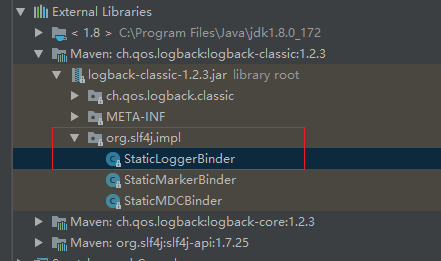 External Libraries
< 1.8 > C:\Program Files\Java\jdk1.8.0_172
Maven: ch.qos.logback:logback-classic:1.2.3
logback-classic-1.2.3.jar library root
ch.qos.logback.classic
META-INF
org.slf4j.impl
StaticLoggerBinder
StaticMarkerBinder
StaticMDCBinder
Maven: ch.qos.logback:logback-core:1.2.3
Maven: org.slf4j:slf4j-api:1.7.25